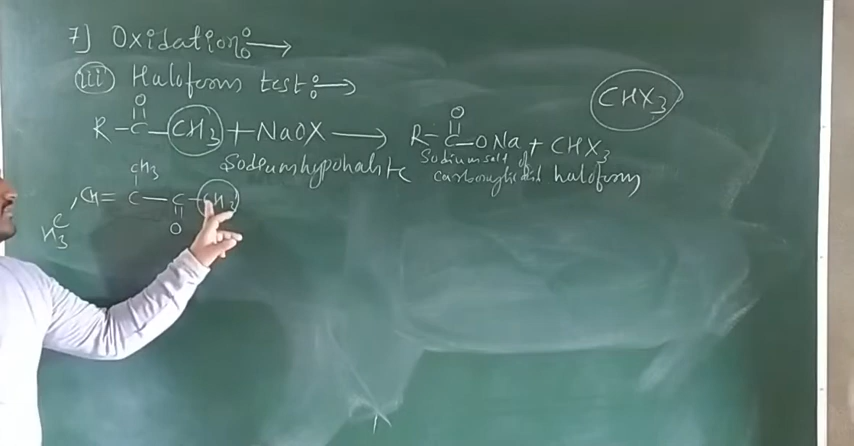 7] Oxidation:→
(iii) Haloform test:→
CHX3
O
||
R–C–CH3 + NaOX → R–C–ONa + CHX3
O
||
Sodium hypohalite Sodium salt of carboxylic acid haloform
CH3
|
H3C, CH=C–C–CH3
||
O